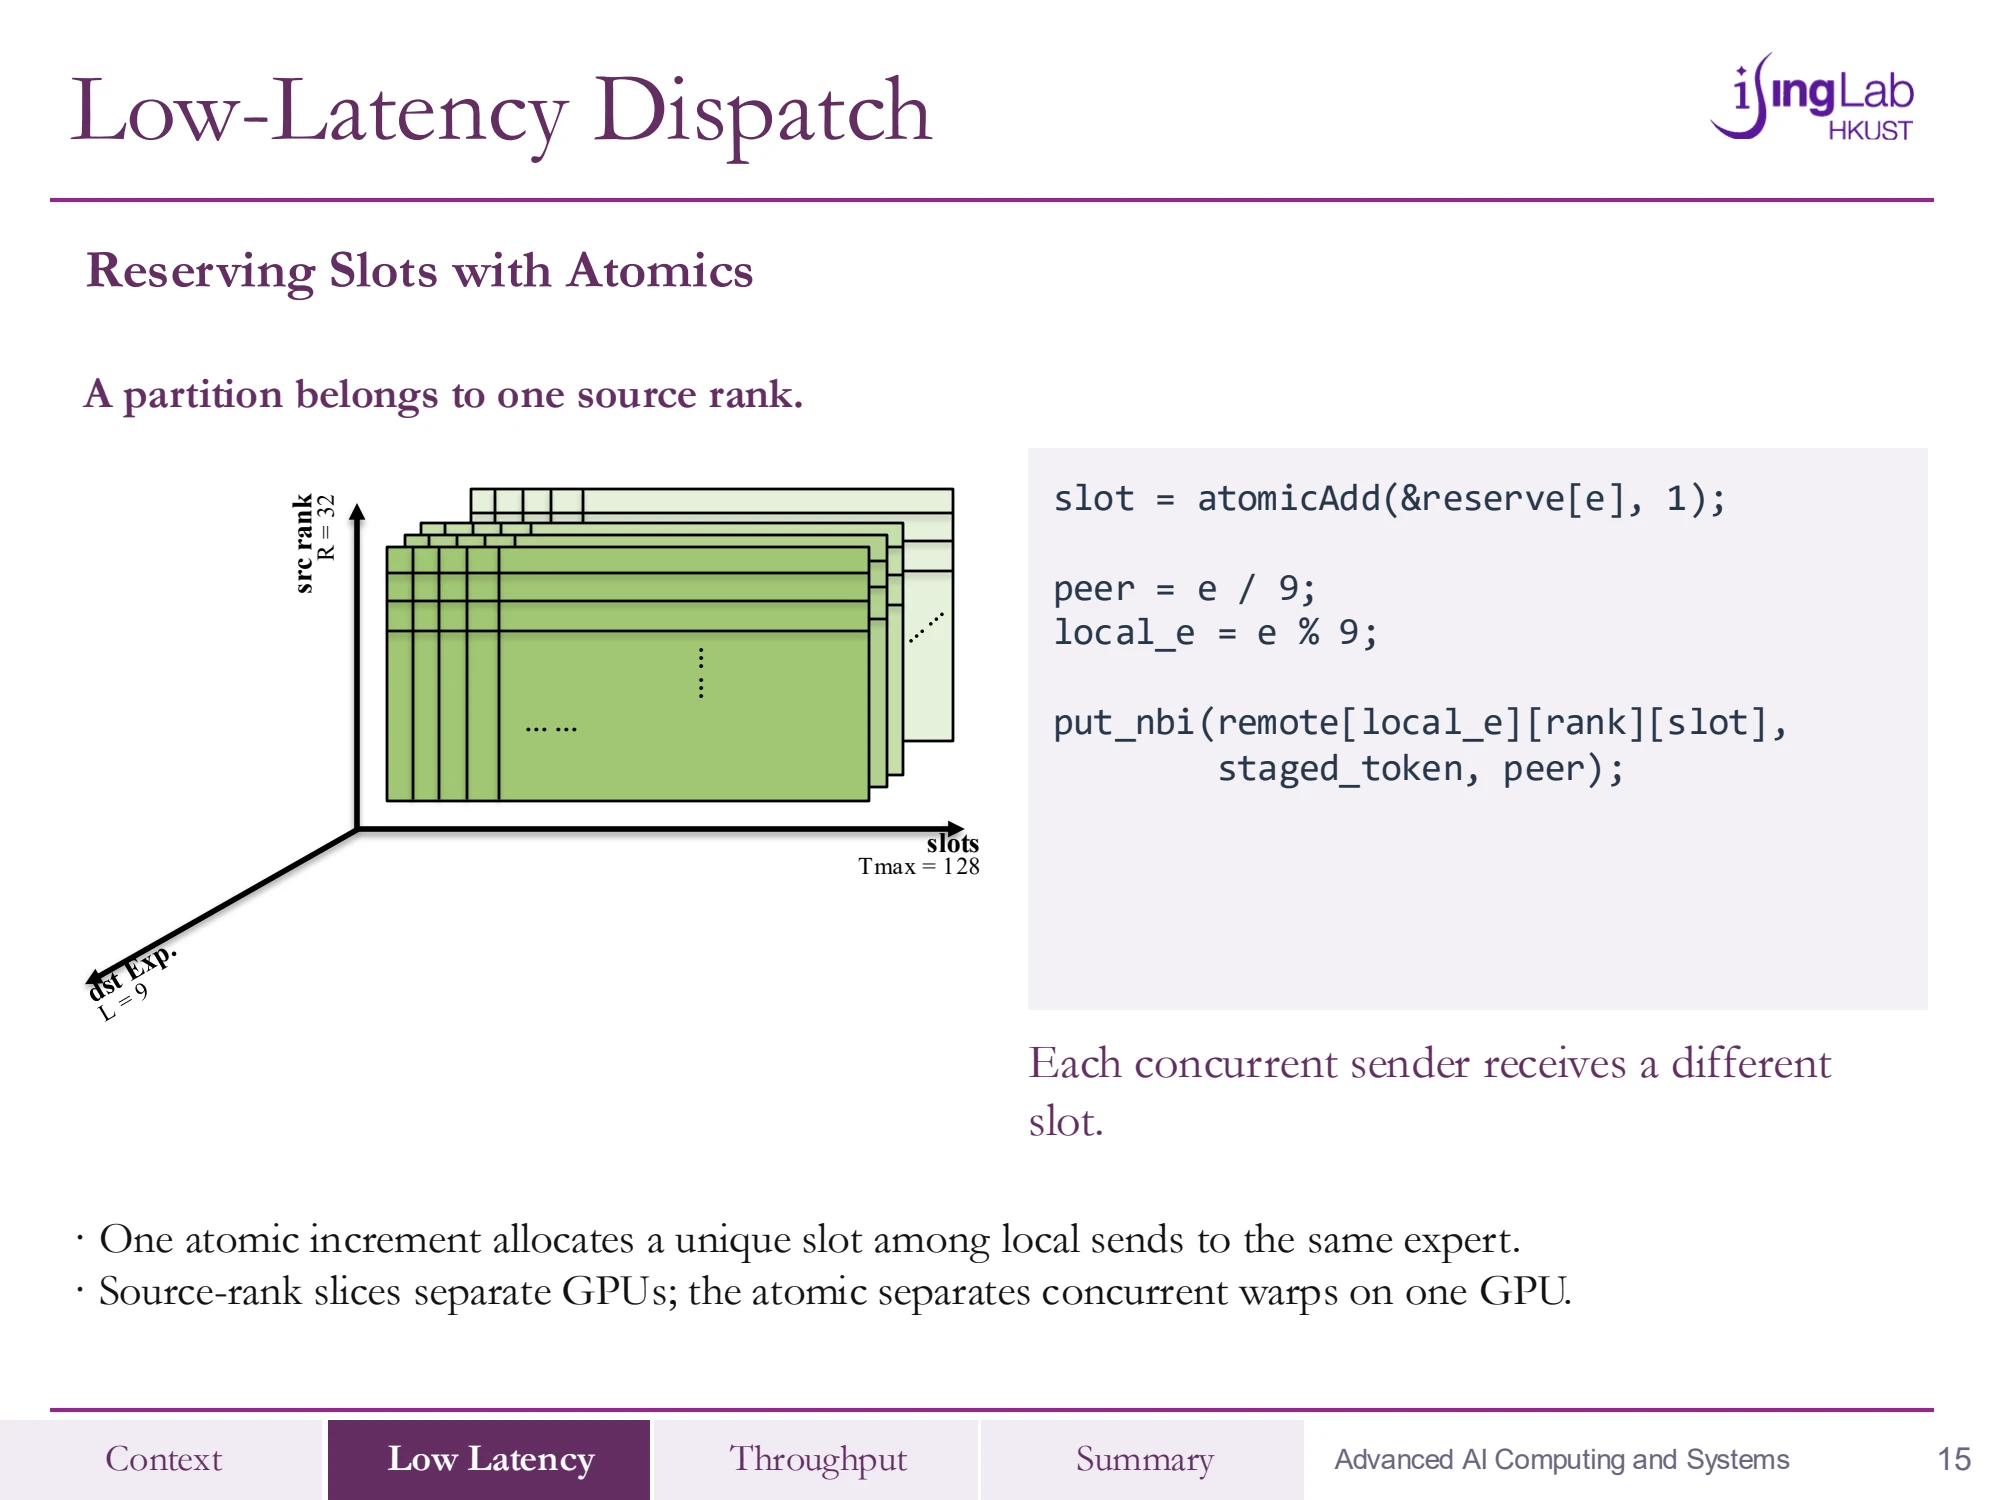 Low-Latency Dispatch
isingLab
HKUST
Reserving Slots with Atomics
A partition belongs to one source rank.
src rank
R = 32
... ...
... ...
... ...
slots
Tmax = 128
dst Exp.
L = 9
slot = atomicAdd(&reserve[e], 1);
peer = e / 9;
local_e = e % 9;
put_nbi(remote[local_e][rank][slot],
staged_token, peer);
Each concurrent sender receives a different
slot.
· One atomic increment allocates a unique slot among local sends to the same expert.
· Source-rank slices separate GPUs; the atomic separates concurrent warps on one GPU.
Context
Low Latency
Throughput
Summary
Advanced AI Computing and Systems
15